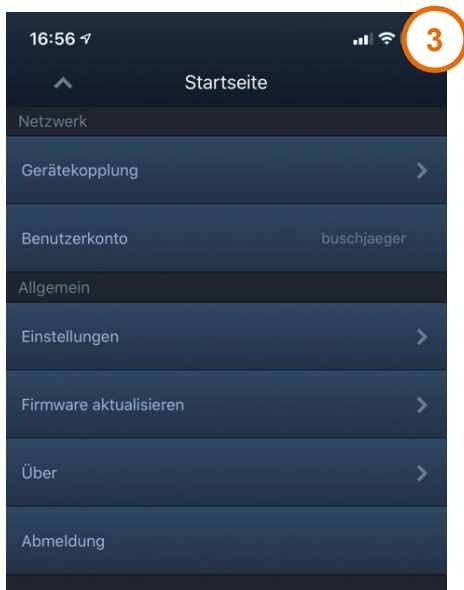 16:56
3
Startseite
Netzwerk
Gerätekopplung
Benutzerkonto buschjaeger
Allgemein
Einstellungen
Firmware aktualisieren
Über
Abmeldung